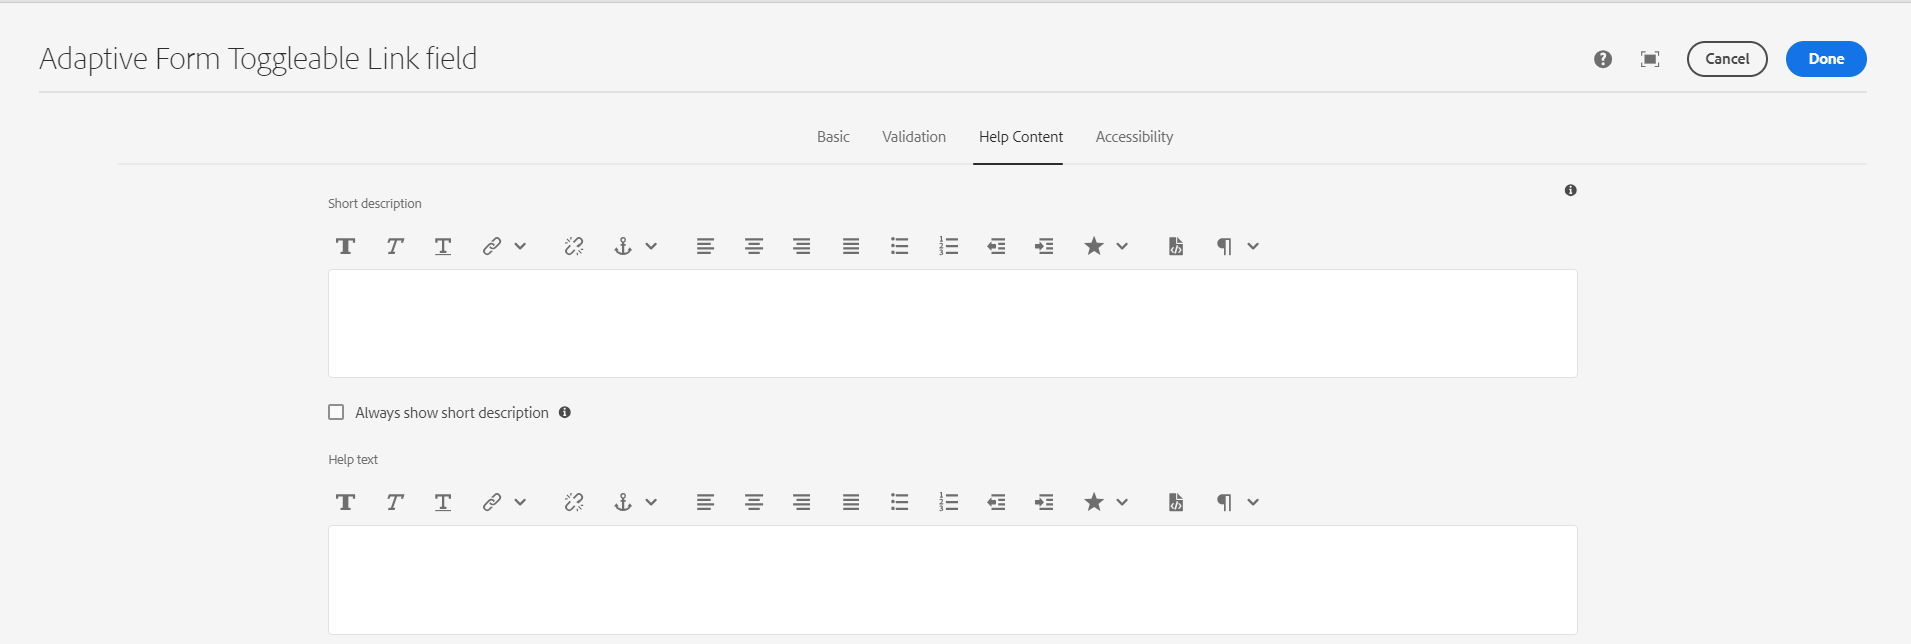 Adaptive Form Toggleable Link field
Cancel
Done
Basic
Validation
Help Content
Accessibility
Short description
Always show short description
Help text